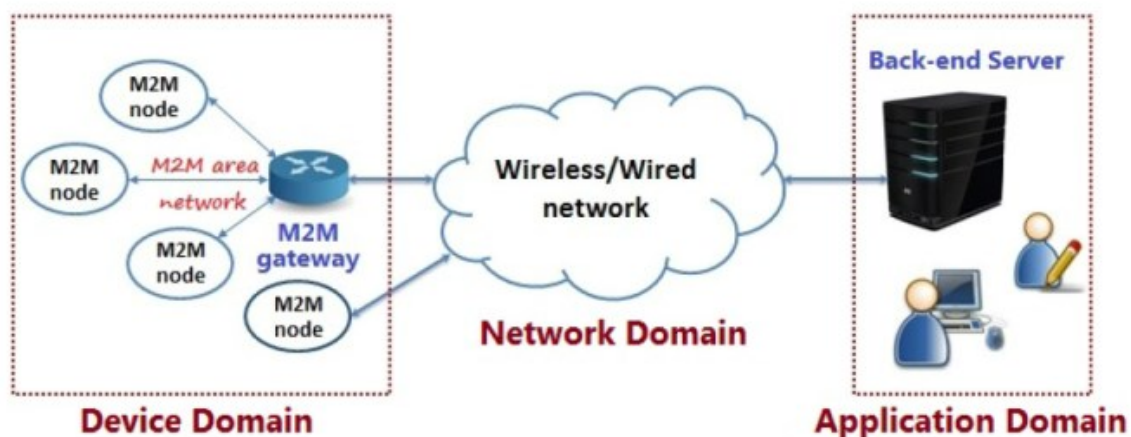 M2M
node
M2M
node
M2M area
network
M2M
node
M2M
gateway
M2M
node
Device Domain
Wireless/Wired
network
Network Domain
Back-end Server
Application Domain